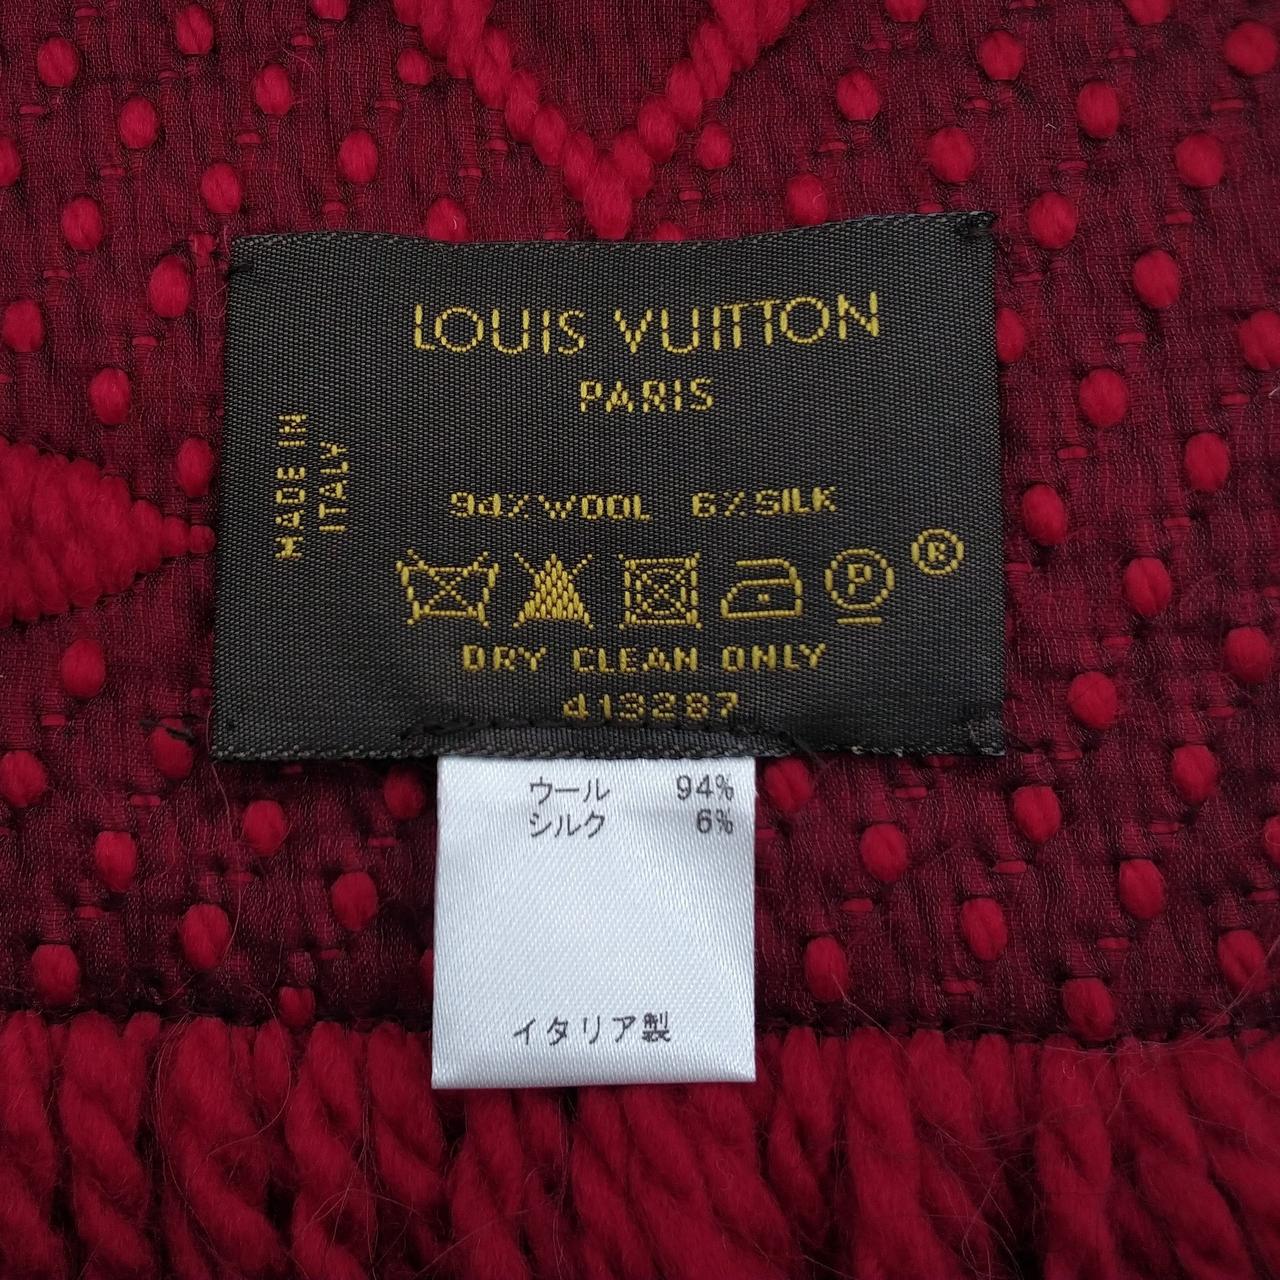 LOUIS VUITTON
PARIS
MADE IN
ITALY
94% WOOL 6% SILK
P
®
DRY CLEAN ONLY
413287
ウール 94%
シルク 6%
イタリア製